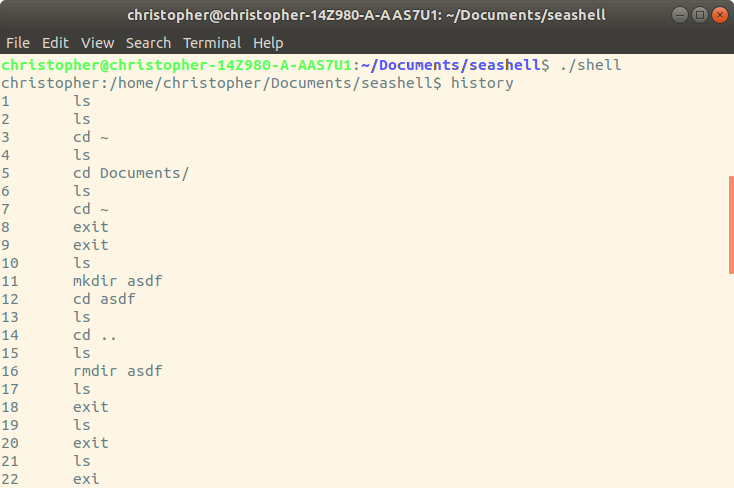 christopher@christopher-14Z980-A-AAS7U1: ~/Documents/seashell
File Edit View Search Terminal Help
christopher@christopher-14Z980-A-AAS7U1:~/Documents/seashell$ ./shell
christopher:/home/christopher/Documents/seashell$ history
1 ls
2 ls
3 cd ~
4 ls
5 cd Documents/
6 ls
7 cd ~
8 exit
9 exit
10 ls
11 mkdir asdf
12 cd asdf
13 ls
14 cd ..
15 ls
16 rmdir asdf
17 ls
18 exit
19 ls
20 exit
21 ls
22 exi